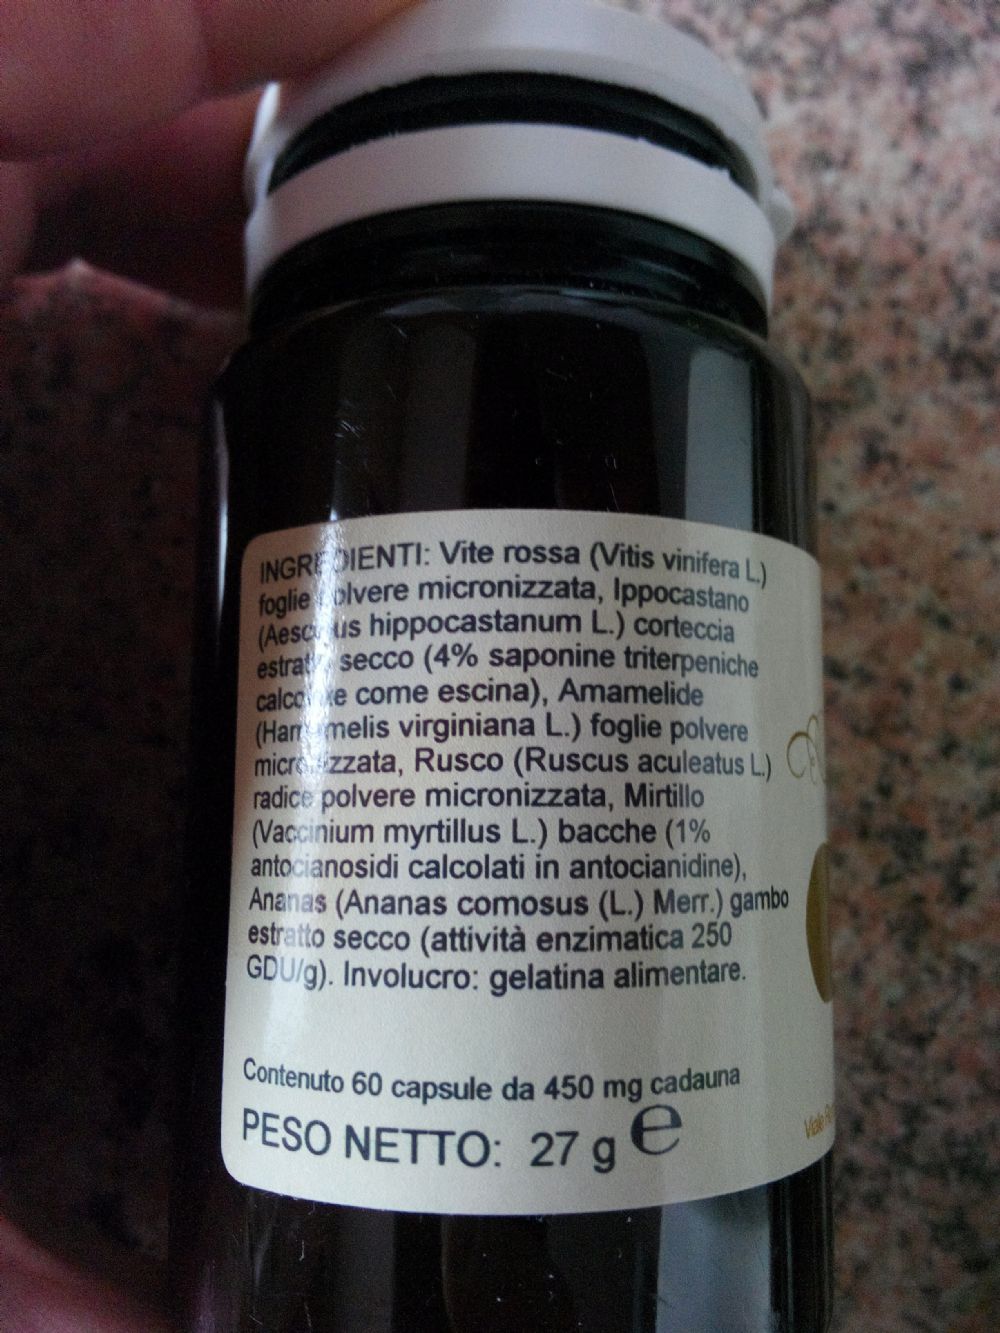 INGREDIENTI: Vite rossa (Vitis vinifera L.)
foglie polvere micronizzata, Ippocastano
(Aesculus hippocastanum L.) corteccia
estratto secco (4% saponine triterpeniche
calcolate come escina), Amamelide
(Hamamelis virginiana L.) foglie polvere
micronizzata, Rusco (Ruscus aculeatus L.)
radice polvere micronizzata, Mirtillo
(Vaccinium myrtillus L.) bacche (1%
antocianosidi calcolati in antocianidine),
Ananas (Ananas comosus (L.) Merr.) gambo
estratto secco (attività enzimatica 250
GDU/g). Involucro: gelatina alimentare.
Contenuto 60 capsule da 450 mg cadauna
PESO NETTO: 27 g ℮
Viale